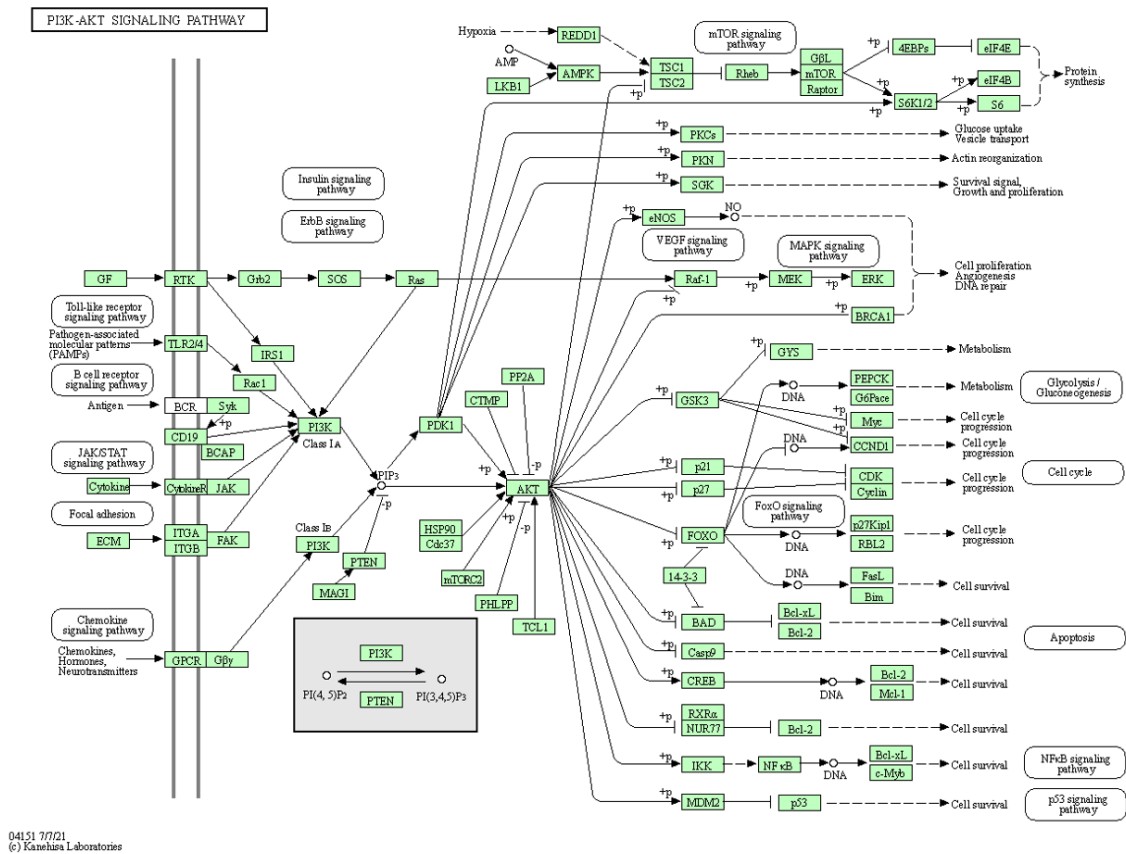 PI3K-AKT SIGNALING PATHWAY
Hypoxia
REDD1
mTOR signaling
pathway
AMP
LKB1
AMPK
TSC1
TSC2
+p
Rheb
GβL
mTOR
Raptor
+p
4EBPs
eIF4E
eIF4B
+p
S6K1/2
+p
+p
S6
Protein
synthesis
+p
PKCs
Glucose uptake
Vesicle transport
+p
PKN
Actin reorganization
+p
SGK
Survival signal,
Growth and proliferation
Insulin signaling
pathway
ErbB signaling
pathway
+p
eNOS
NO
VEGF signaling
pathway
MAPK signaling
pathway
GF
RTK
Grb2
SOS
Ras
Raf-1
+p
+p
MEK
+p
ERK
Cell proliferation
Angiogenesis
DNA repair
BRCA1
+p
Toll-like receptor
signaling pathway
Pathogen-associated
molecular patterns
(PAMPs)
TLR2/4
IRS1
Rac1
B cell receptor
signaling pathway
Antigen
BCR
Syk
+p
CD19
BCAP
PI3K
Class IA
PDK1
CTMP
PP2A
+p
GYS
Metabolism
+p
GSK3
DNA
PEPCK
G6Pace
Metabolism
Glycolysis /
Gluconeogenesis
+p
Myc
Cell cycle
progression
+p
DNA
CCND1
Cell cycle
progression
JAK/STAT
signaling pathway
Cytokine
CytokineR
JAK
PIP3
+p
-p
AKT
-p
+p
p21
+p
p27
CDK
Cyclin
Cell cycle
progression
Cell cycle
Focal adhesion
ECM
ITGA
ITGB
FAK
Class IB
PI3K
PTEN
MAGI
HSP90
Cdc37
+p
-p
mTORC2
PHLPP
TCL1
+p
FOXO
FoxO signaling
pathway
DNA
p27Kip1
RBL2
Cell cycle
progression
14-3-3
DNA
FasL
Bim
Cell survival
+p
BAD
Bcl-xL
Bcl-2
Cell survival
Apoptosis
+p
Casp9
Cell survival
Chemokine
signaling pathway
Chemokines,
Hormones,
Neurotransmitters
GPCR
Gβγ
PI3K
PI(4, 5)P2
PI(3,4,5)P3
PTEN
+p
CREB
DNA
Bcl-2
Mcl-1
Cell survival
+p
RXRα
NUR77
Bcl-2
Cell survival
+p
IKK
NFκB
DNA
Bcl-xL
c-Myb
Cell survival
NFκB signaling
pathway
+p
MDM2
p53
Cell survival
p53 signaling
pathway
04151 7/7/21
(c) Kanehisa Laboratories